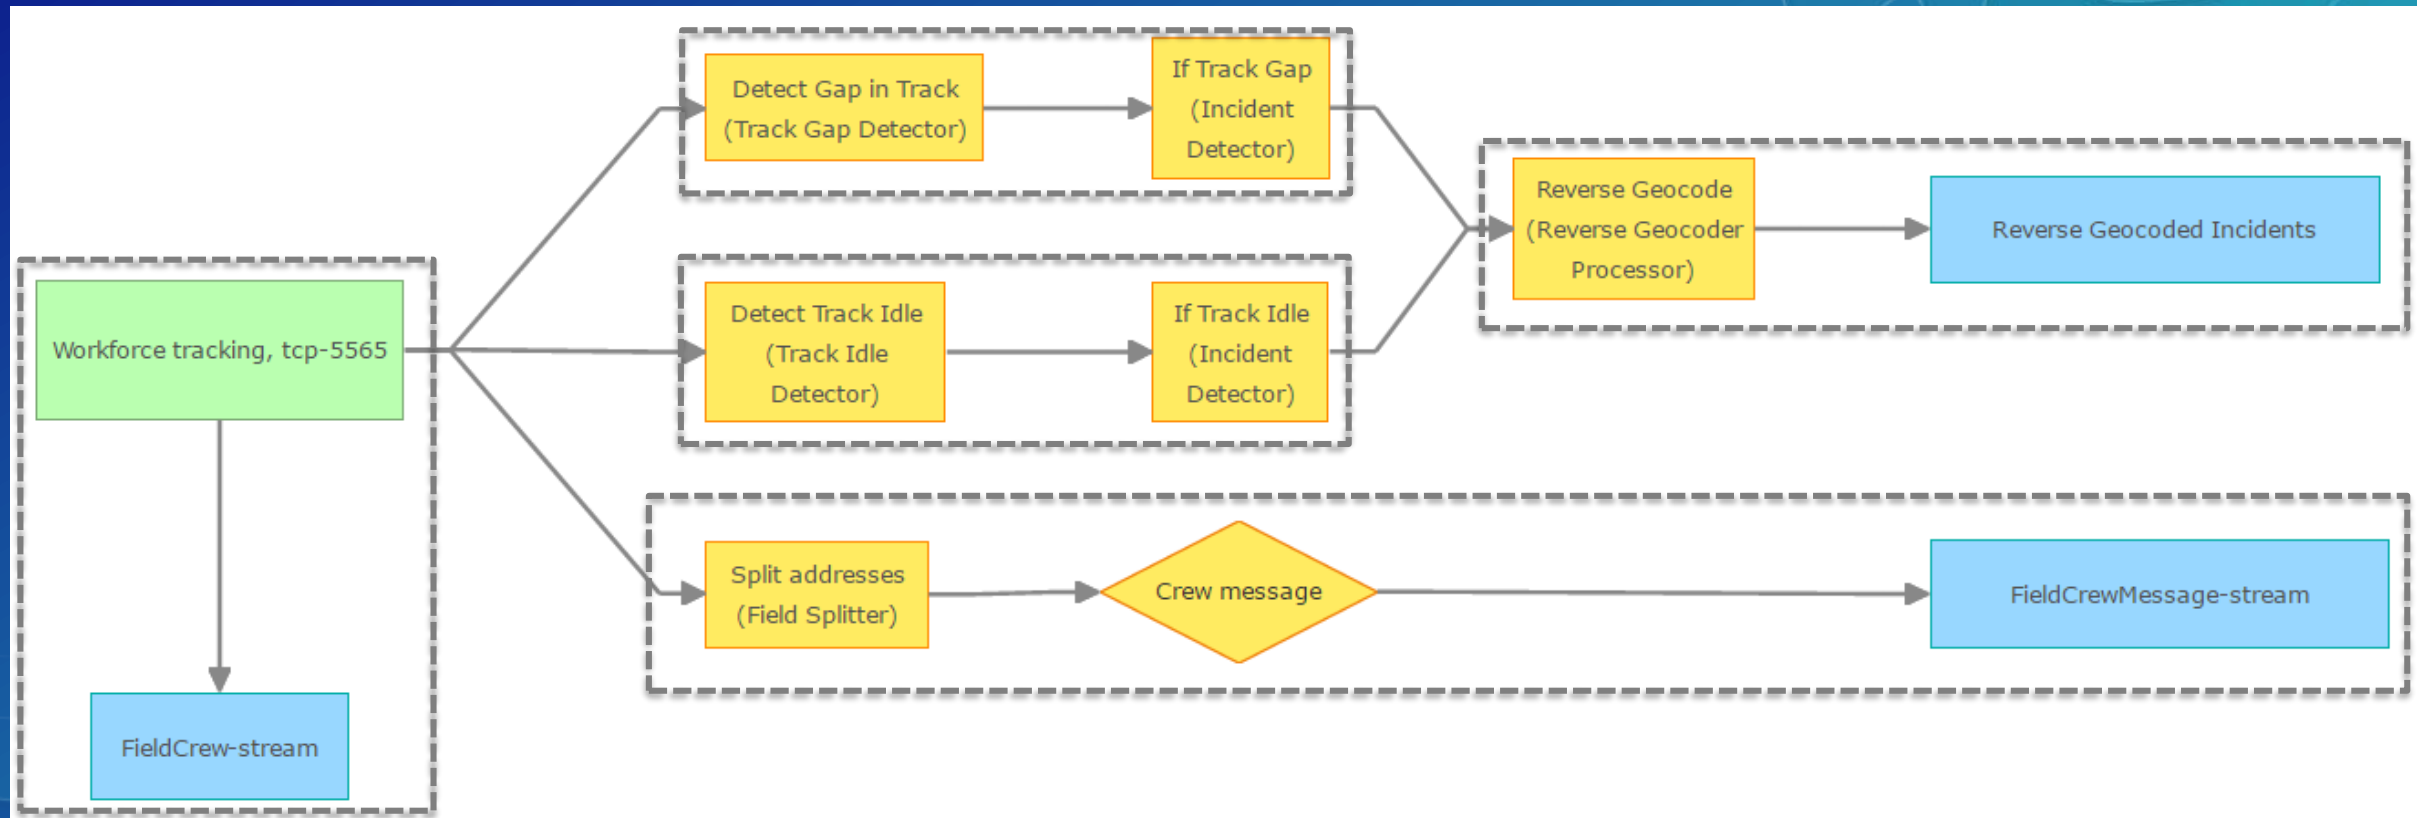 Detect Gap in Track
(Track Gap Detector)
If Track Gap
(Incident
Detector)
Reverse Geocode
(Reverse Geocoder
Processor)
Reverse Geocoded Incidents
Workforce tracking, tcp-5565
Detect Track Idle
(Track Idle
Detector)
If Track Idle
(Incident
Detector)
Split addresses
(Field Splitter)
Crew message
FieldCrewMessage-stream
FieldCrew-stream